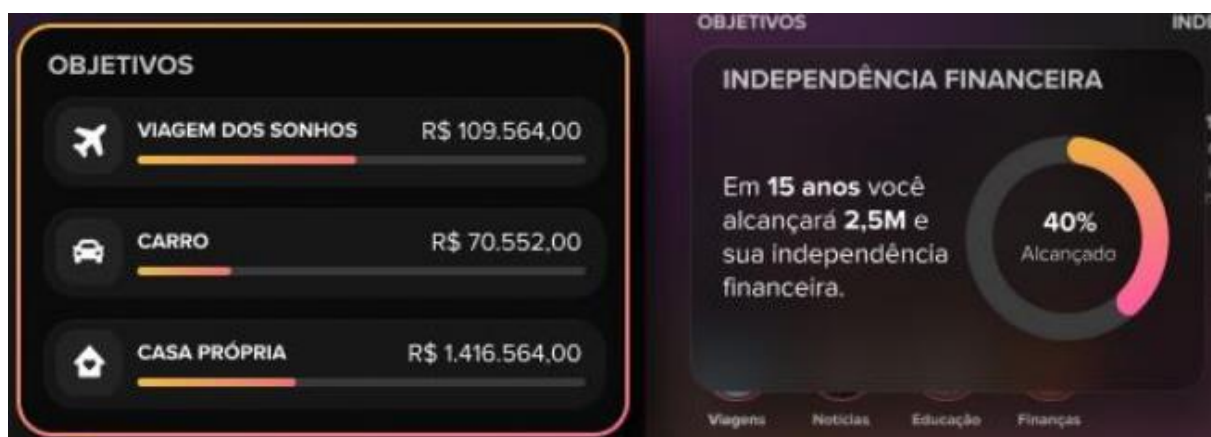 OBJETIVOS
VIAGEM DOS SONHOS R$ 109.564,00
CARRO R$ 70.552,00
CASA PRÓPRIA R$ 1.416.564,00
OBJETIVOS
INDEPENDÊNCIA FINANCEIRA
Em 15 anos você
alcançará 2,5M e
sua independência
financeira.
40%
Alcançado
Viagens Notícias Educação Finanças